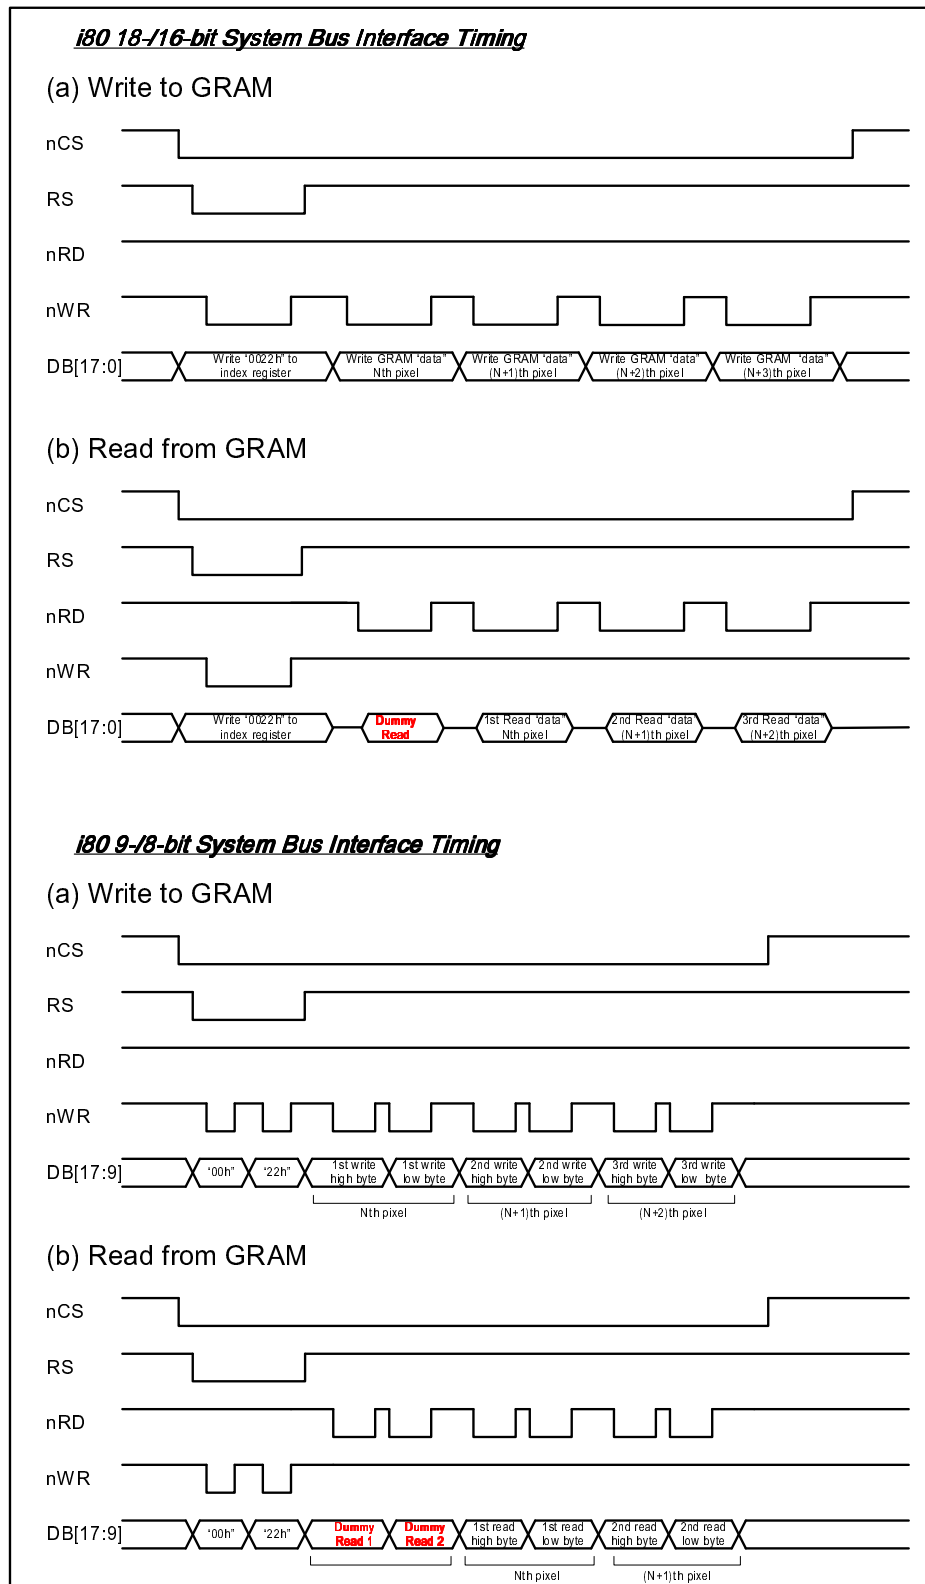 i80 18-/16-bit System Bus Interface Timing
(a) Write to GRAM
nCS
RS
nRD
nWR
DB[17:0]
Write “0022h” to
index register
Write GRAM “data”
Nth pixel
Write GRAM “data”
(N+1)th pixel
Write GRAM “data”
(N+2)th pixel
Write GRAM “data”
(N+3)th pixel
(b) Read from GRAM
nCS
RS
nRD
nWR
DB[17:0]
Write “0022h” to
index register
Dummy
Read
1st Read “data”
Nth pixel
2nd Read “data”
(N+1)th pixel
3rd Read “data”
(N+2)th pixel
i80 9-/8-bit System Bus Interface Timing
(a) Write to GRAM
nCS
RS
nRD
nWR
DB[17:9]
“00h”
“22h”
1st write
high byte
1st write
low byte
2nd write
high byte
2nd write
low byte
3rd write
high byte
3rd write
low byte
Nth pixel
(N+1)th pixel
(N+2)th pixel
(b) Read from GRAM
nCS
RS
nRD
nWR
DB[17:9]
“00h”
“22h”
Dummy
Read 1
Dummy
Read 2
1st read
high byte
1st read
low byte
2nd read
high byte
2nd read
low byte
Nth pixel
(N+1)th pixel